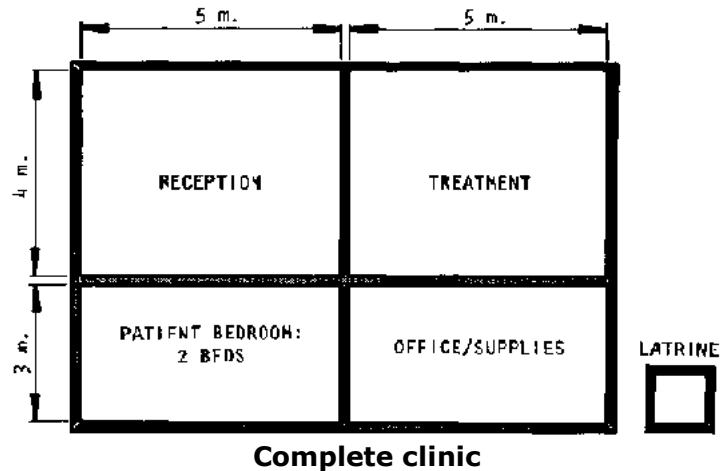 5 m.
5 m.
4 m.
RECEPTION
TREATMENT
3 m.
PATIENT BEDROOM:
2 BEDS
OFFICE/SUPPLIES
LATRINE
Complete clinic